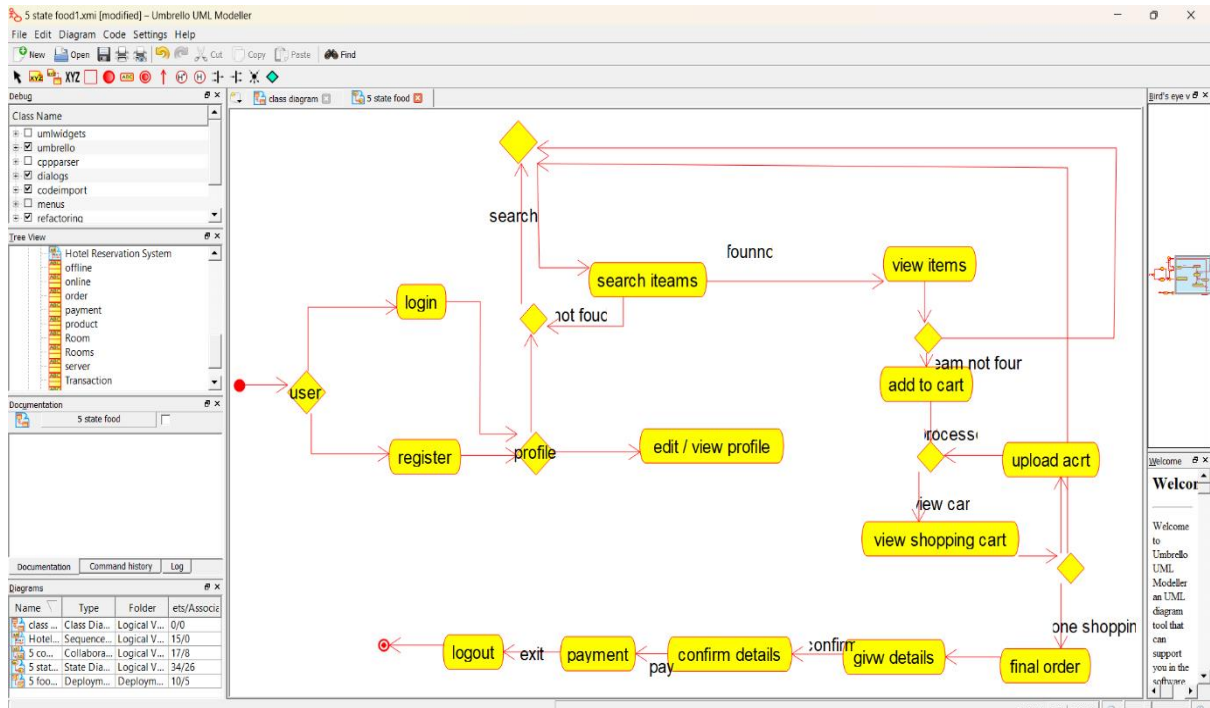 5 state food1.xmi [modified] – Umbrello UML Modeller
File Edit Diagram Code Settings Help
New Open Cut Copy Paste Find
XYZ
Debug
Class Name
umlwidgets
umbrello
cppparser
dialogs
codeimport
menus
refactoring
Tree View
Hotel Reservation System
offline
online
order
payment
product
Room
Rooms
server
Transaction
Documentation
5 state food
Documentation Command history Log
Diagrams
Name Type Folder ets/Associa
class ... Class Dia... Logical V... 0/0
Hotel... Sequence... Logical V... 15/0
5 co... Collabora... Logical V... 17/8
5 stat... State Dia... Logical V... 34/26
5 foo... Deploym... Deploym... 10/5
class diagram 5 state food
search
founnc
view items
search iteams
login
not fouc
eam not four
user
add to cart
rocess
register
profile
edit / view profile
upload acrt
view car
view shopping cart
one shoppin
logout
exit
payment
pay
confirm details
confirm
givw details
final order
Bird's eye v
Welcome
Welcor
Welcome
to
Umbrello
UML
Modeller
an UML
diagram
tool that
can
support
you in the
software